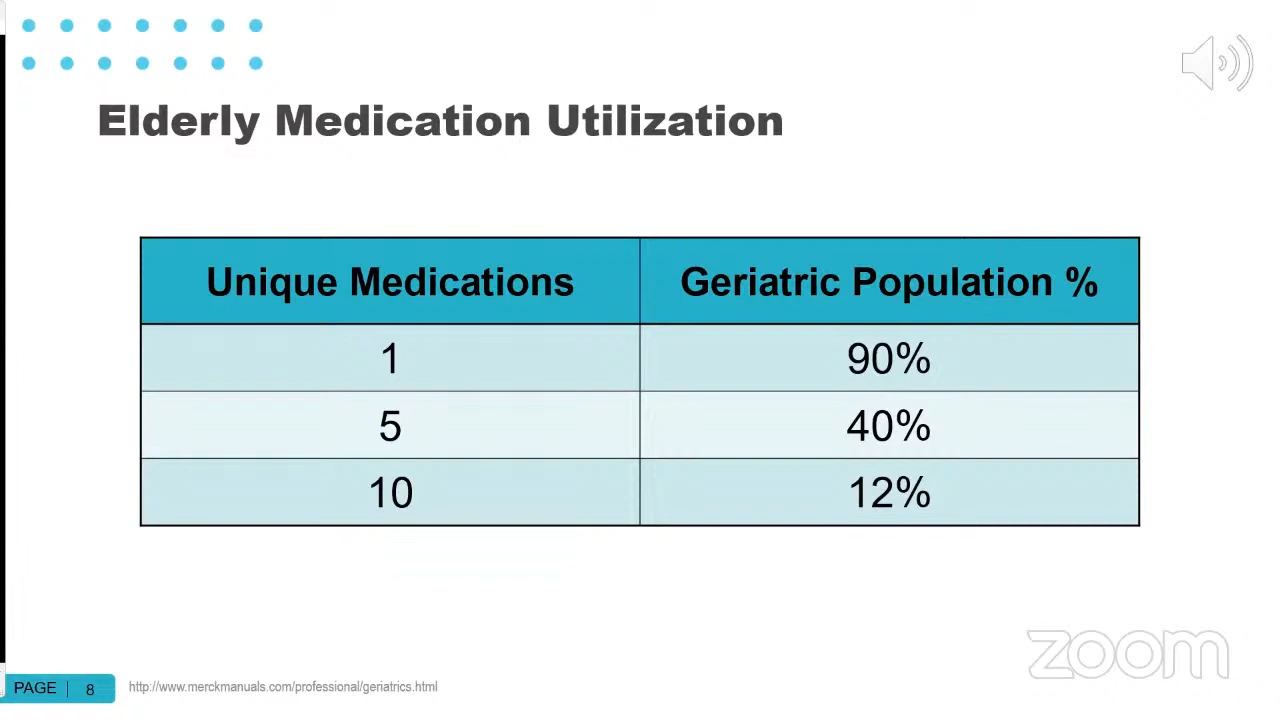 Elderly Medication Utilization
Unique Medications Geriatric Population %
1 90%
5 40%
10 12%
zoom
PAGE | 8 http://www.merckmanuals.com/professional/geriatrics.html